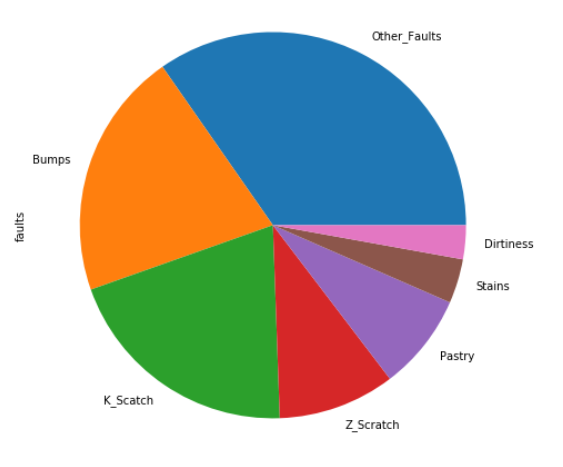 Other_Faults
Bumps
faults
Dirtiness
Stains
Pastry
K_Scatch
Z_Scratch